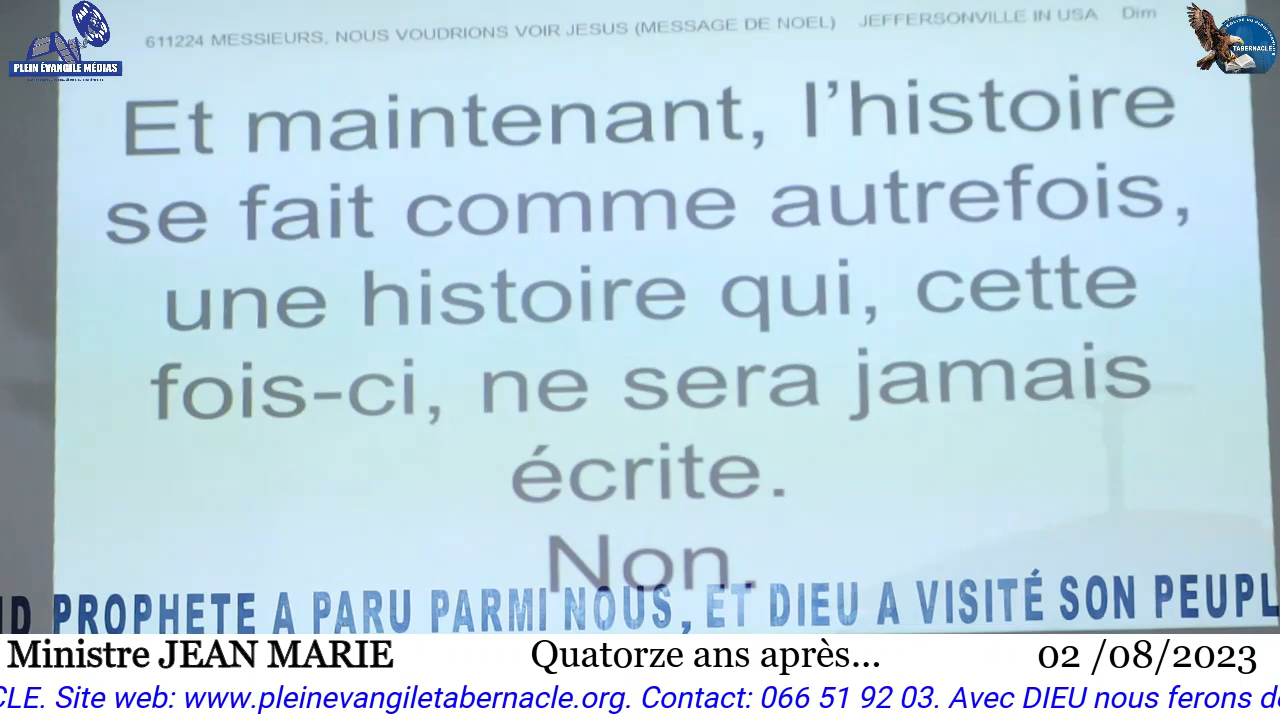 611224 MESSIEURS, NOUS VOUDRIONS VOIR JESUS (MESSAGE DE NOEL) JEFFERSONVILLE IN USA Dim
PLEIN ÉVANGILE MÉDIAS
TABERNACLE
Et maintenant, l’histoire
se fait comme autrefois,
une histoire qui, cette
fois-ci, ne sera jamais
écrite.
Non.
ND PROPHETE A PARU PARMI NOUS, ET DIEU A VISITÉ SON PEUPL
Ministre JEAN MARIE Quatorze ans après... 02 /08/2023
CLE. Site web: www.pleinevangiletabernacle.org. Contact: 066 51 92 03. Avec DIEU nous ferons de